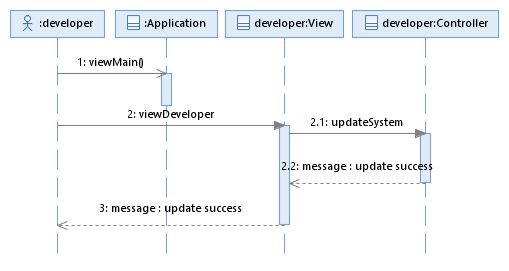 :developer
:Application
developer:View
developer:Controller
1: viewMain()
2: viewDeveloper
2.1: updateSystem
2.2: message : update success
3: message : update success